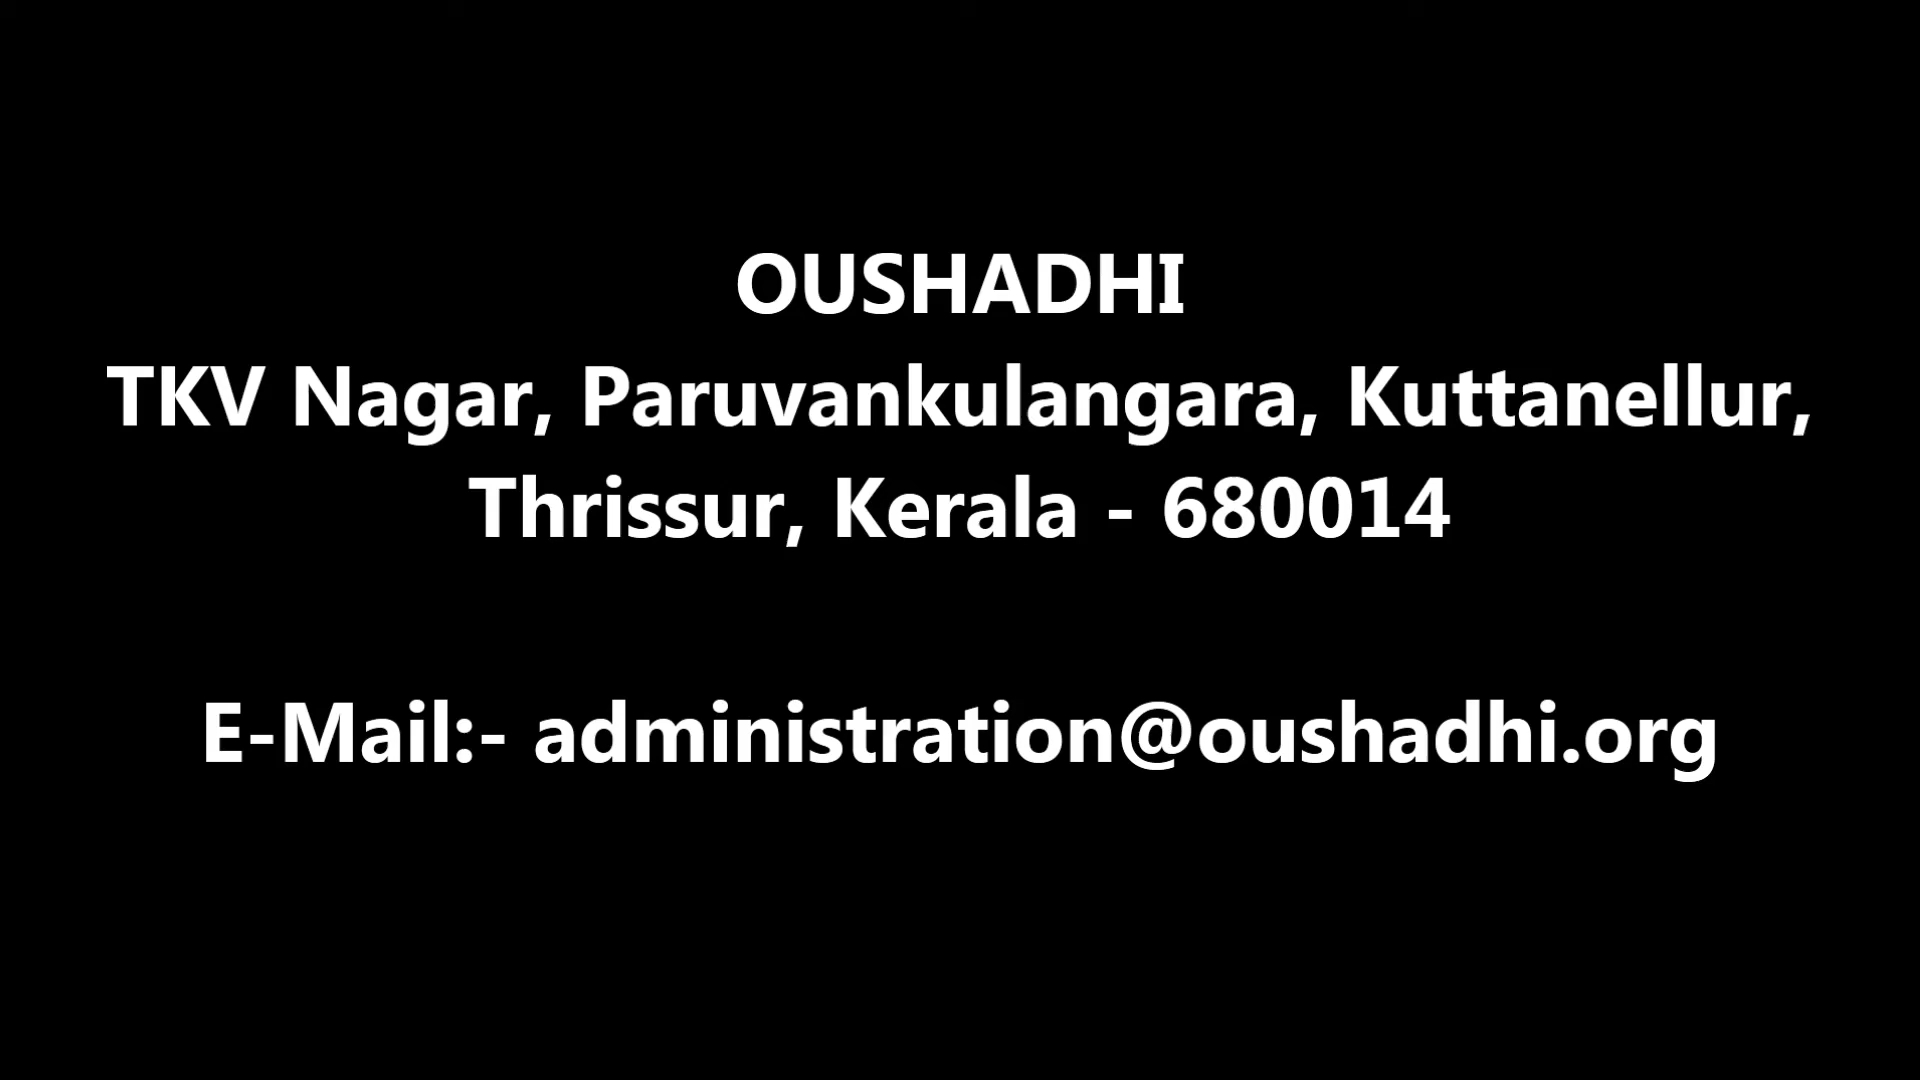 OUSHADHI
TKV Nagar, Paruvankulangara, Kuttanellur,
Thrissur, Kerala - 680014
E-Mail:- administration@oushadhi.org